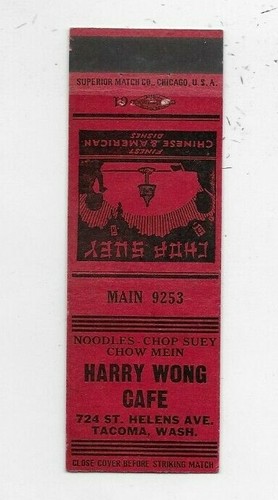 SUPERIOR MATCH CO., CHICAGO, U.S.A.
CHOP SUEY
FINEST
CHINESE & AMERICAN
DISHES
MAIN 9253
NOODLES - CHOP SUEY
CHOW MEIN
HARRY WONG
CAFE
724 ST. HELENS AVE.
TACOMA, WASH.
CLOSE COVER BEFORE STRIKING MATCH